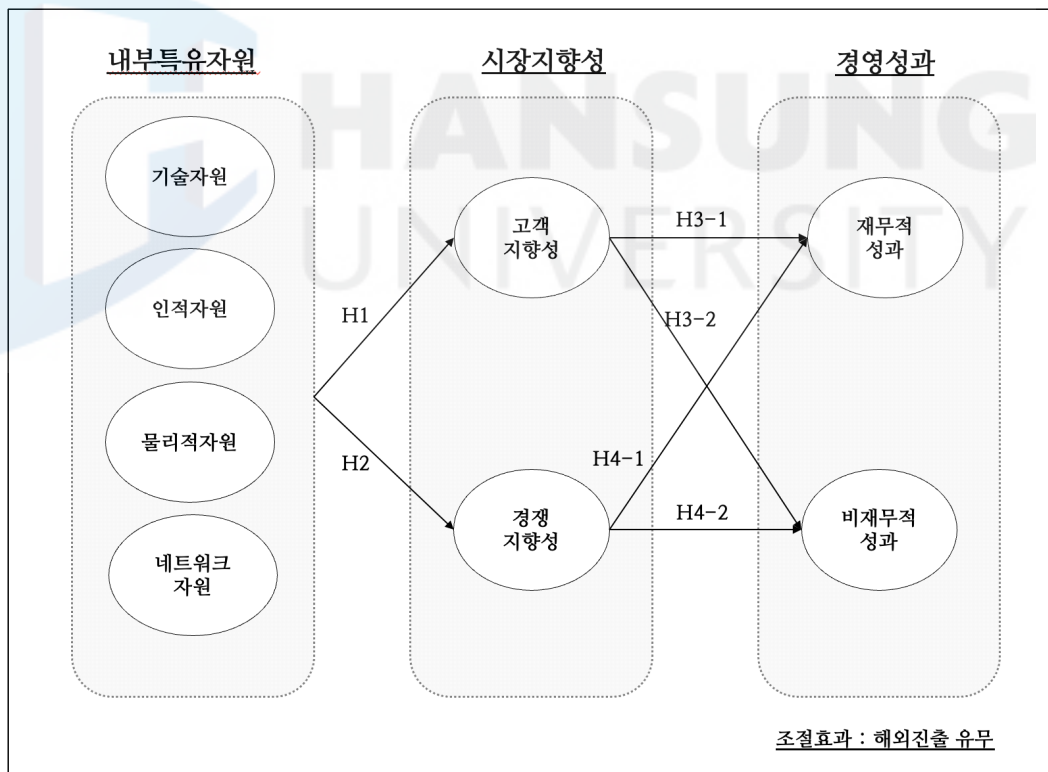 HANSUNG
UNIVERSITY
내부특유자원
시장지향성
경영성과
기술자원
인적자원
물리적자원
네트워크
자원
H1
H2
고객
지향성
경쟁
지향성
H3-1
H3-2
H4-1
H4-2
재무적
성과
비재무적
성과
조절효과 : 해외진출 유무